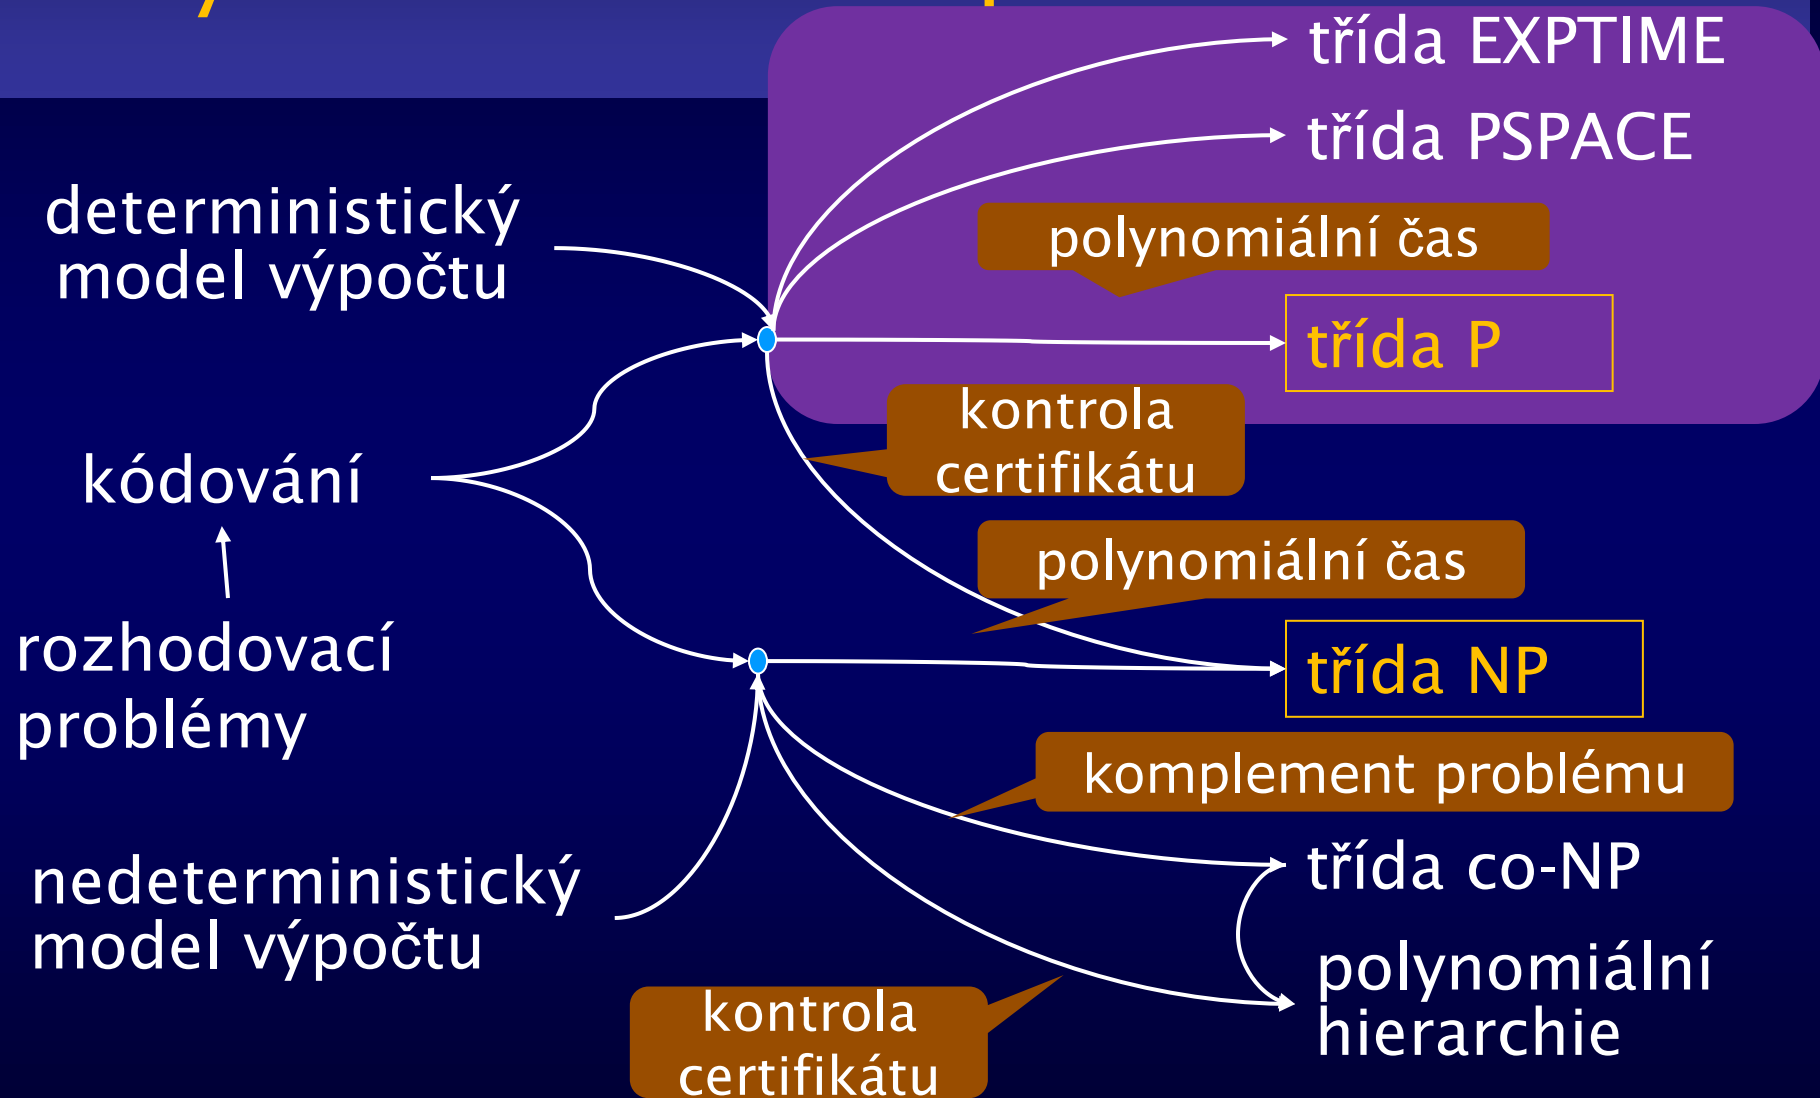 třída EXPTIME
třída PSPACE
deterministický
model výpočtu
polynomiální čas
třída P
kontrola
certifikátu
kódování
polynomiální čas
rozhodovací
problémy
třída NP
komplement problému
třída co-NP
nedeterministický
model výpočtu
polynomiální
hierarchie
kontrola
certifikátu